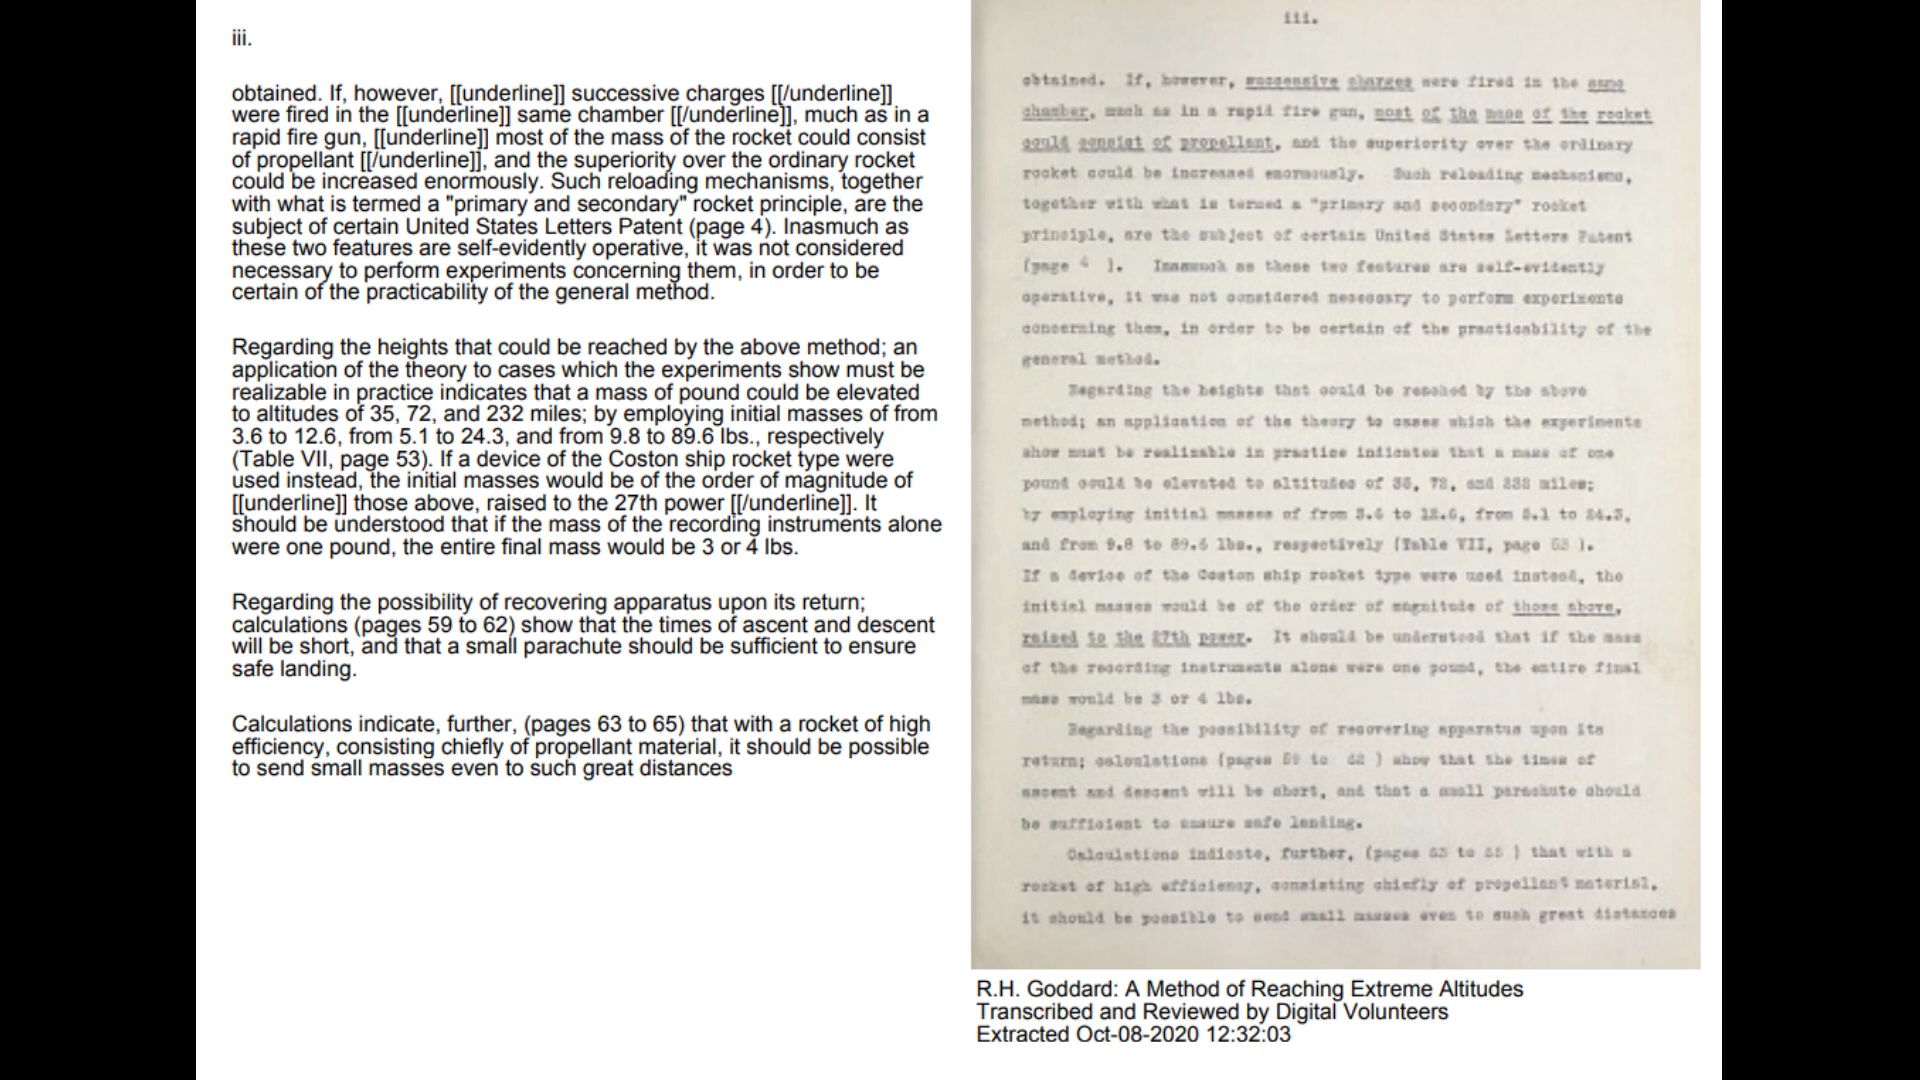 iii.
obtained. If, however, [[underline]] successive charges [[/underline]]
were fired in the [[underline]] same chamber [[/underline]], much as in a
rapid fire gun, [[underline]] most of the mass of the rocket could consist
of propellant [[/underline]], and the superiority over the ordinary rocket
could be increased enormously. Such reloading mechanisms, together
with what is termed a "primary and secondary" rocket principle, are the
subject of certain United States Letters Patent (page 4). Inasmuch as
these two features are self-evidently operative, it was not considered
necessary to perform experiments concerning them, in order to be
certain of the practicability of the general method.
Regarding the heights that could be reached by the above method; an
application of the theory to cases which the experiments show must be
realizable in practice indicates that a mass of pound could be elevated
to altitudes of 35, 72, and 232 miles; by employing initial masses of from
3.6 to 12.6, from 5.1 to 24.3, and from 9.8 to 89.6 lbs., respectively
(Table VII, page 53). If a device of the Coston ship rocket type were
used instead, the initial masses would be of the order of magnitude of
[[underline]] those above, raised to the 27th power [[/underline]]. It
should be understood that if the mass of the recording instruments alone
were one pound, the entire final mass would be 3 or 4 lbs.
Regarding the possibility of recovering apparatus upon its return;
calculations (pages 59 to 62) show that the times of ascent and descent
will be short, and that a small parachute should be sufficient to ensure
safe landing.
Calculations indicate, further, (pages 63 to 65) that with a rocket of high
efficiency, consisting chiefly of propellant material, it should be possible
to send small masses even to such great distances
iii.
obtained. If, however, successive charges were fired in the same
chamber, much as in a rapid fire gun, most of the mass of the rocket
could consist of propellant, and the superiority over the ordinary
rocket could be increased enormously. Such reloading mechanisms,
together with what is termed a "primary and secondary" rocket
principle, are the subject of certain United States Letters Patent
(page 4 ). Inasmuch as these two features are self-evidently
operative, it was not considered necessary to perform experiments
concerning them, in order to be certain of the practicability of the
general method.
Regarding the heights that could be reached by the above
method; an application of the theory to cases which the experiments
show must be realizable in practice indicates that a mass of one
pound could be elevated to altitudes of 35, 72, and 232 miles;
by employing initial masses of from 3.6 to 12.6, from 5.1 to 24.3,
and from 9.8 to 89.6 lbs., respectively (Table VII, page 53 ).
If a device of the Coston ship rocket type were used instead, the
initial masses would be of the order of magnitude of those above,
raised to the 27th power. It should be understood that if the mass
of the recording instruments alone were one pound, the entire final
mass would be 3 or 4 lbs.
Regarding the possibility of recovering apparatus upon its
return; calculations (pages 59 to 62 ) show that the times of
ascent and descent will be short, and that a small parachute should
be sufficient to ensure safe landing.
Calculations indicate, further, (pages 63 to 65 ) that with a
rocket of high efficiency, consisting chiefly of propellant material,
it should be possible to send small masses even to such great distances
R.H. Goddard: A Method of Reaching Extreme Altitudes
Transcribed and Reviewed by Digital Volunteers
Extracted Oct-08-2020 12:32:03